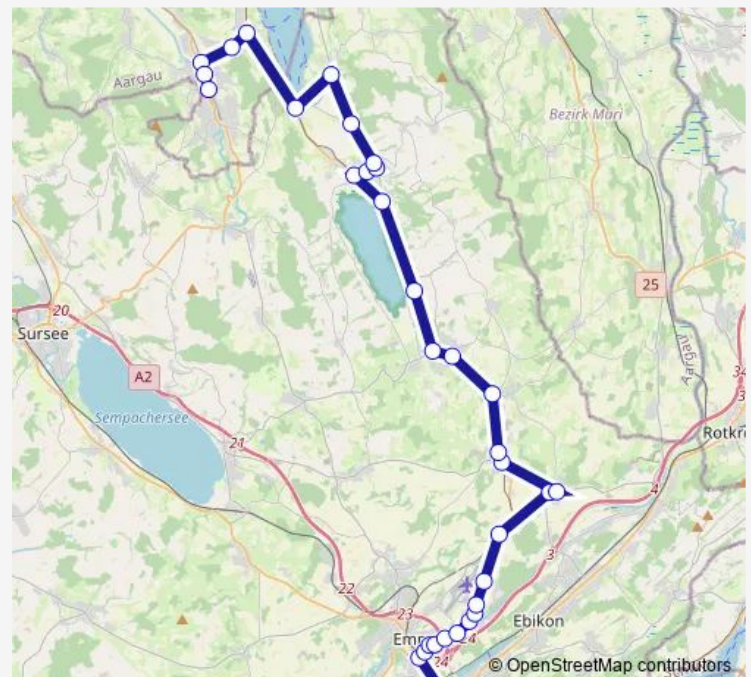 Aargau
Bezirk Muri
20
Sursee
25
Aargau
A2
34
Sempachersee
21
Rotkr
4
3
22
23
Emm
24
Ebikon
24
© OpenStreetMap contributors